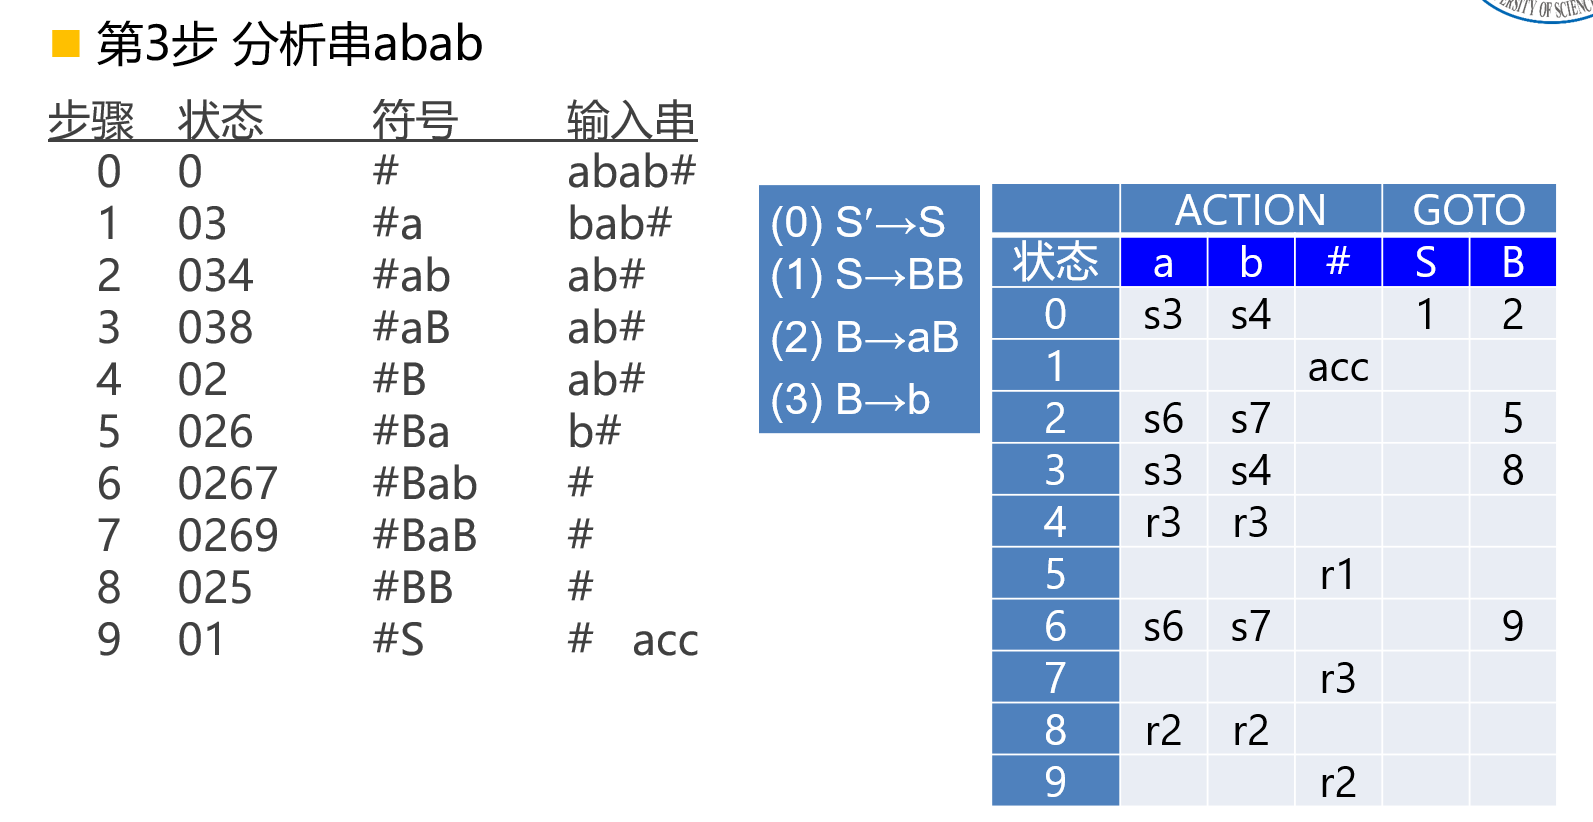 ERSITY OF SCIENC
第3步 分析串abab
步骤 状态 符号 输入串
0 0 # abab#
1 03 #a bab#
2 034 #ab ab#
3 038 #aB ab#
4 02 #B ab#
5 026 #Ba b#
6 0267 #Bab #
7 0269 #BaB #
8 025 #BB #
9 01 #S # acc
(0) S′→S
(1) S→BB
(2) B→aB
(3) B→b
ACTION GOTO
状态 a b # S B
0 s3 s4 1 2
1 acc
2 s6 s7 5
3 s3 s4 8
4 r3 r3
5 r1
6 s6 s7 9
7 r3
8 r2 r2
9 r2